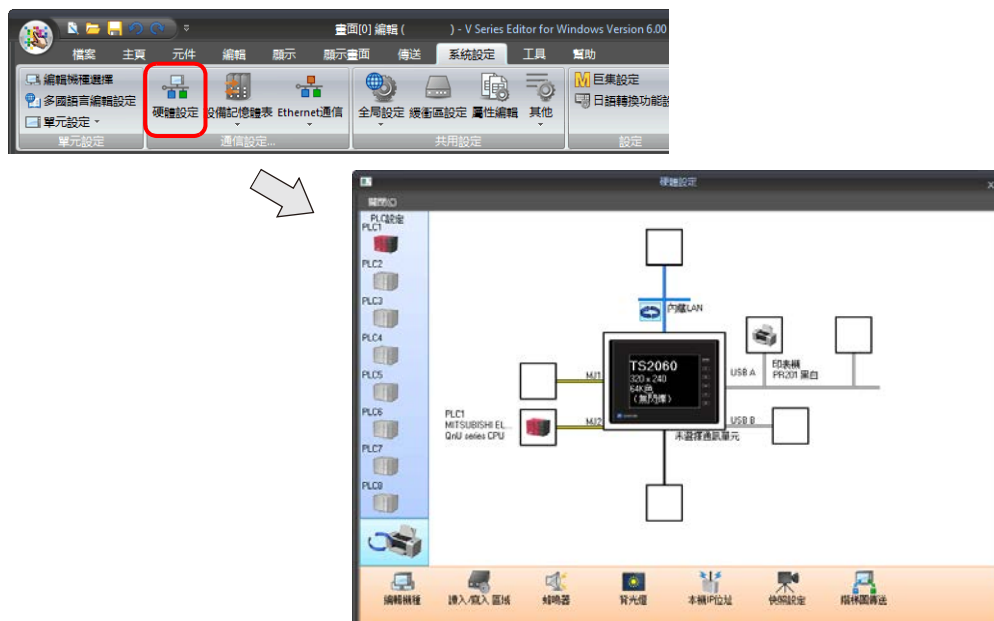 畫面[0] 編輯 ( ) - V Series Editor for Windows Version 6.00
檔案 主頁 元件 編輯 顯示 顯示畫面 傳送 系統設定 工具 幫助
編輯機種選擇
多國語言編輯設定
單元設定
單元設定
硬體設定 設備記憶體表 Ethernet通信
通信設定...
全局設定 緩衝區設定 屬性編輯 其他
共用設定
巨集設定
日語轉換功能設
設定
硬體設定
x
關閉(C)
PLC設定
PLC1
PLC2
PLC3
PLC4
PLC5
PLC6
PLC7
PLC8
內藏LAN
TS2060
320 x 240
64K色
(無閃爍)
MJ1
MJ2
USB A
USB B
印表機
PR201 黑白
PLC1
MITSUBISHI EL...
QnU series CPU
未選擇通訊單元
編輯機種 讀入/寫入 區域 蜂鳴器 背光燈 本機IP位址 快照設定 階梯圖傳送